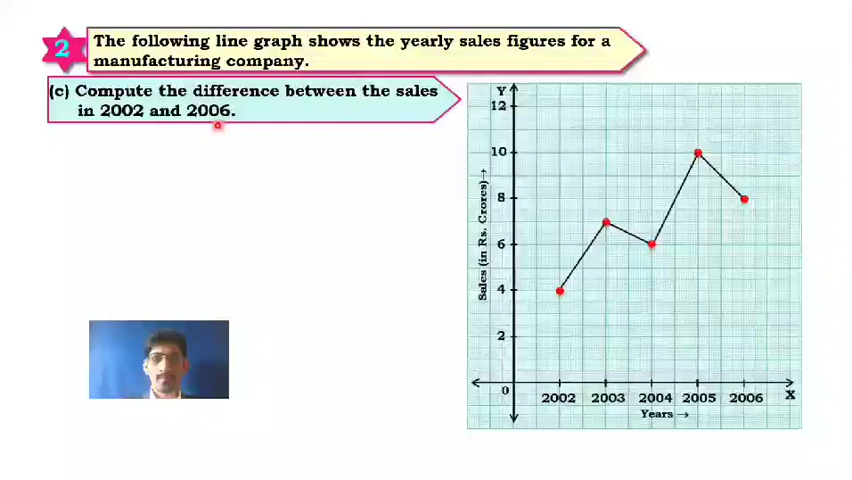 2
The following line graph shows the yearly sales figures for a
manufacturing company.
(c) Compute the difference between the sales
in 2002 and 2006.
Y
12
10
8
6
4
2
0
Sales (in Rs. Crores)→
2002 2003 2004 2005 2006 X
Years →